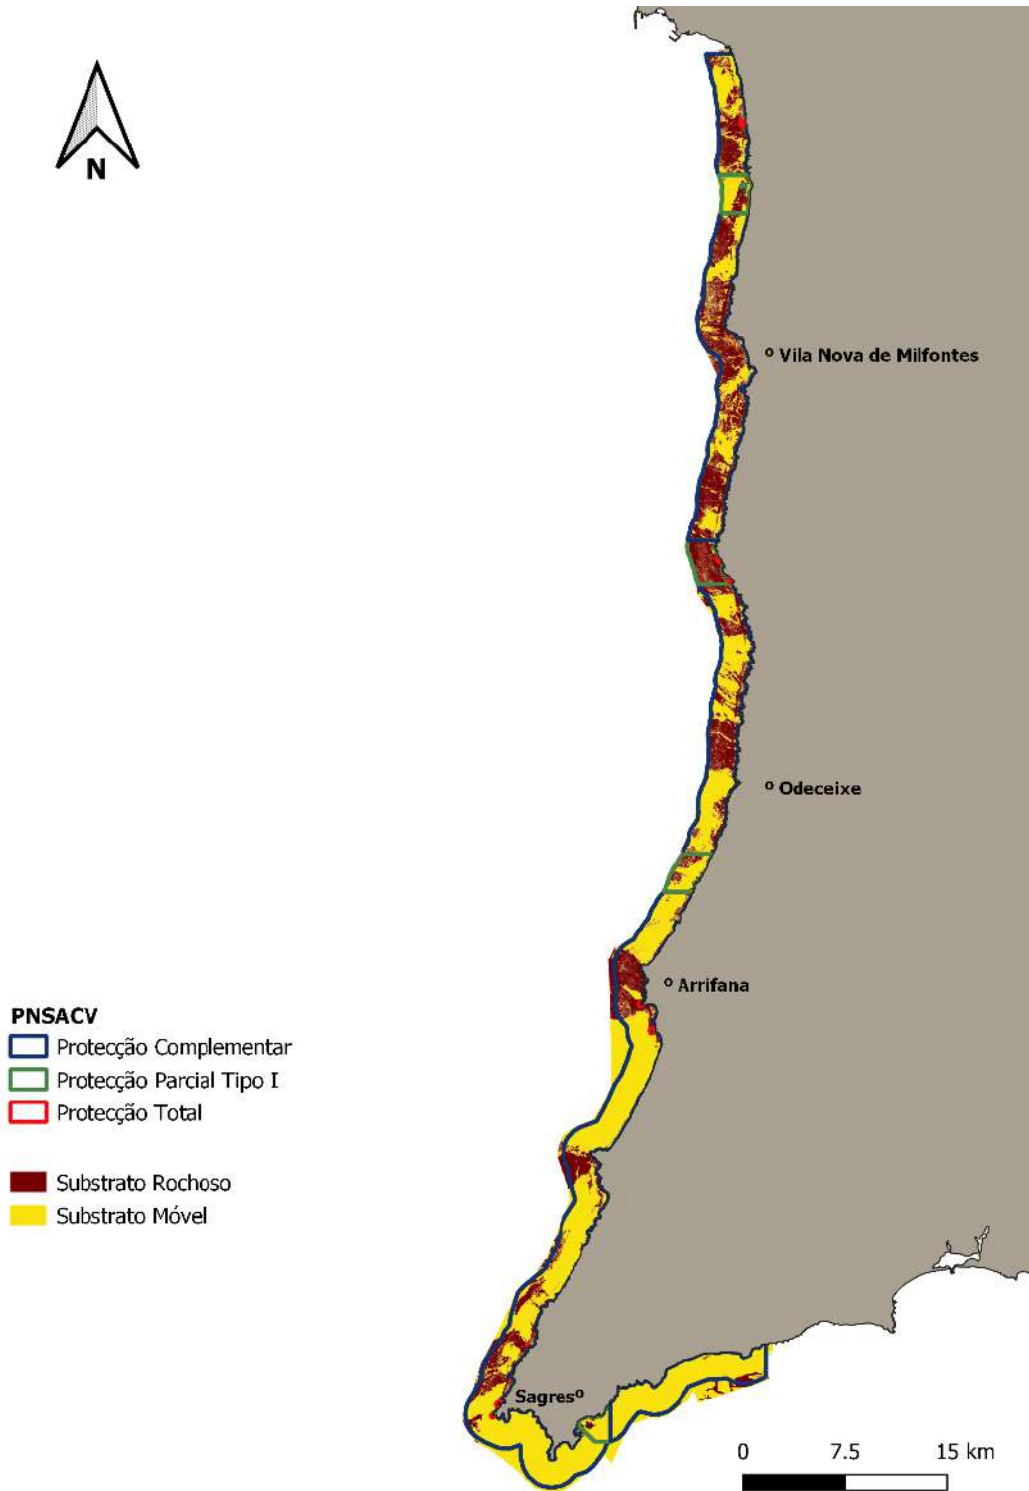 N
º Vila Nova de Milfontes
º Odeceixe
º Arrifana
PNSACV
Protecção Complementar
Protecção Parcial Tipo I
Protecção Total
Substrato Rochoso
Substrato Móvel
Sagresº
0 7.5 15 km